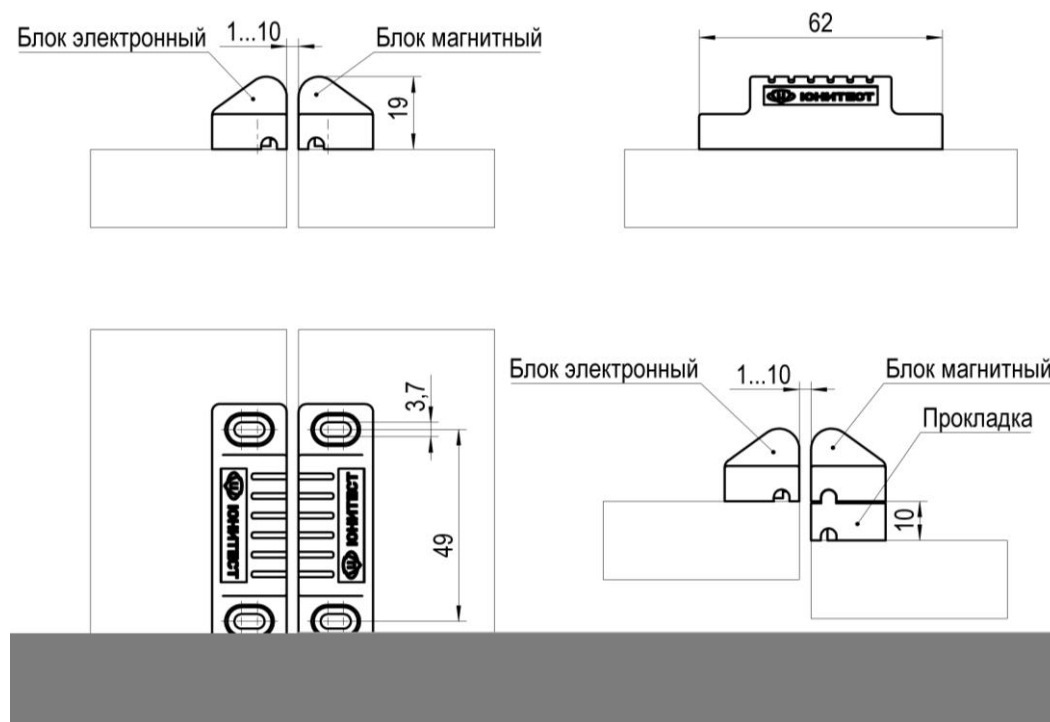 Блок электронный
1...10
Блок магнитный
19
62
ЮНИТЕСТ
3,7
49
ЮНИТЕСТ
ЮНИТЕСТ
Блок электронный
1...10
Блок магнитный
Прокладка
10